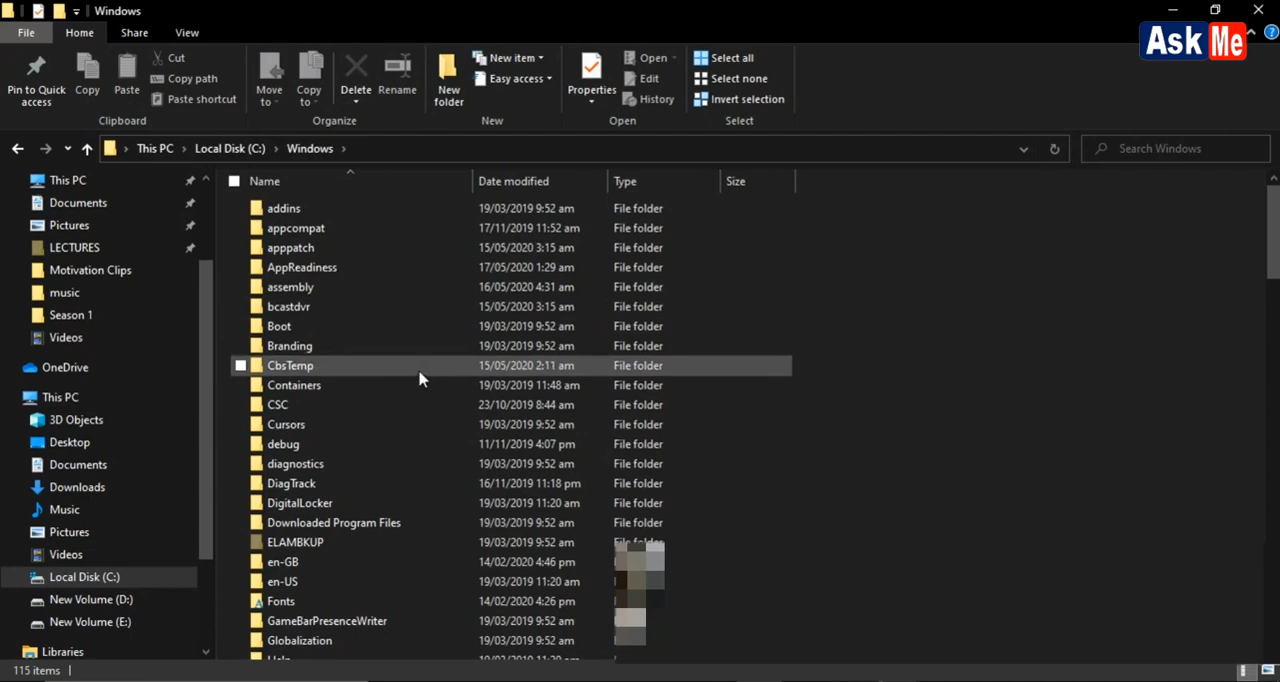 Windows
File Home Share View
Ask Me
Pin to Quick access
Copy
Paste
Cut
Copy path
Paste shortcut
Clipboard
Move to
Copy to
Delete
Rename
Organize
New folder
New item
Easy access
New
Properties
Open
Edit
History
Open
Select all
Select none
Invert selection
Select
This PC > Local Disk (C:) > Windows >
Search Windows
This PC
Documents
Pictures
LECTURES
Motivation Clips
music
Season 1
Videos
OneDrive
This PC
3D Objects
Desktop
Documents
Downloads
Music
Pictures
Videos
Local Disk (C:)
New Volume (D:)
New Volume (E:)
Libraries
Name Date modified Type Size
addins 19/03/2019 9:52 am File folder
appcompat 17/11/2019 11:52 am File folder
apppatch 15/05/2020 3:15 am File folder
AppReadiness 17/05/2020 1:29 am File folder
assembly 16/05/2020 4:31 am File folder
bcastdvr 15/05/2020 3:15 am File folder
Boot 19/03/2019 9:52 am File folder
Branding 19/03/2019 9:52 am File folder
CbsTemp 15/05/2020 2:11 am File folder
Containers 19/03/2019 11:48 am File folder
CSC 23/10/2019 8:44 am File folder
Cursors 19/03/2019 9:52 am File folder
debug 11/11/2019 4:07 pm File folder
diagnostics 19/03/2019 9:52 am File folder
DiagTrack 16/11/2019 11:18 pm File folder
DigitalLocker 19/03/2019 11:20 am File folder
Downloaded Program Files 19/03/2019 9:52 am File folder
ELAMBKUP 19/03/2019 9:52 am File folder
en-GB 14/02/2020 4:46 pm
en-US 19/03/2019 11:20 am
Fonts 14/02/2020 4:26 pm
GameBarPresenceWriter 19/03/2019 9:52 am
Globalization 19/03/2019 9:52 am
Help 19/03/2019 11:20 am
115 items